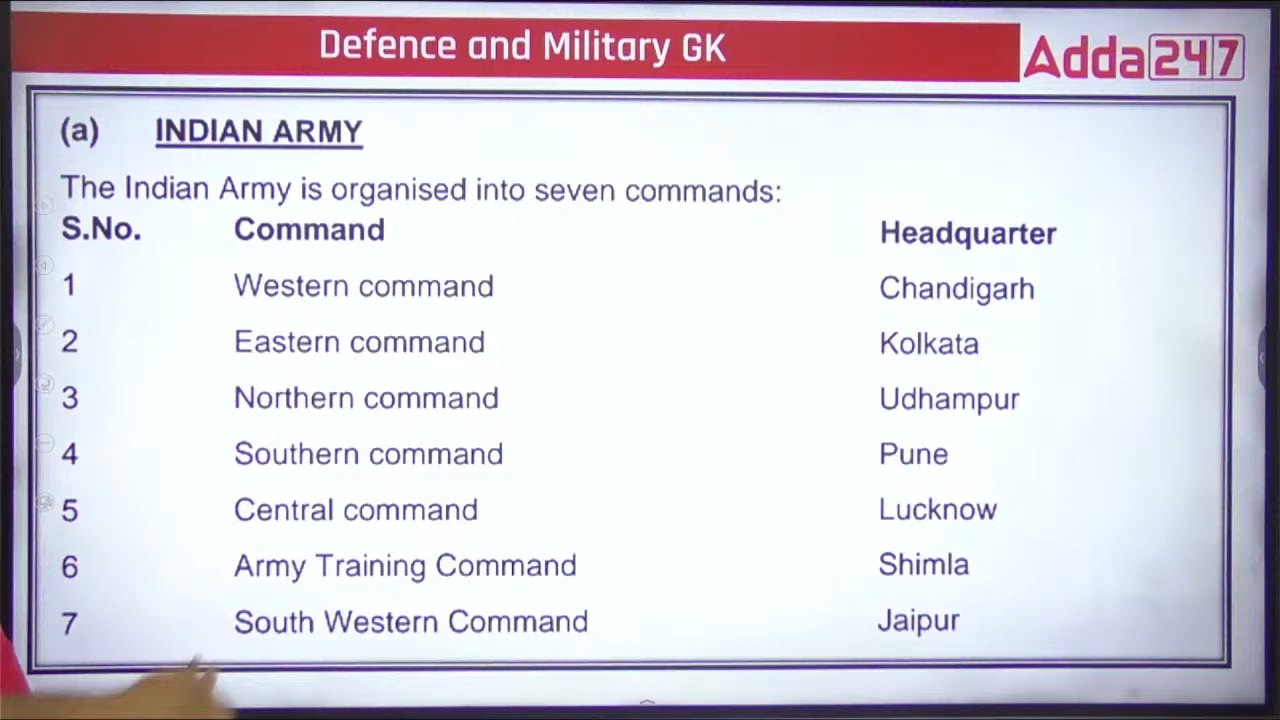 Defence and Military GK
Adda247
(a) INDIAN ARMY
The Indian Army is organised into seven commands:
S.No. Command Headquarter
1 Western command Chandigarh
2 Eastern command Kolkata
3 Northern command Udhampur
4 Southern command Pune
5 Central command Lucknow
6 Army Training Command Shimla
7 South Western Command Jaipur